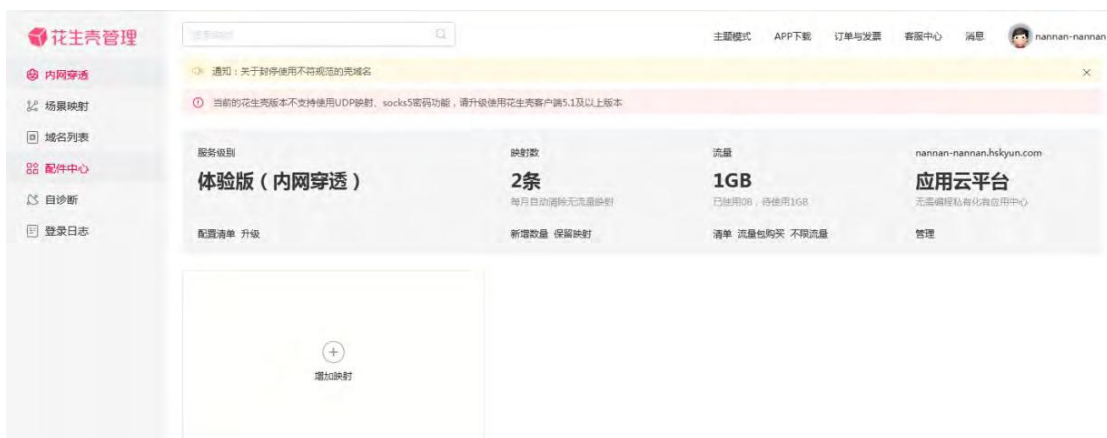 花生壳管理
主题模式 APP下载 订单与发票 客服中心 消息 nannan-nannan
内网穿透
场景映射
域名列表
配件中心
自诊断
登录日志
通知：关于封停使用不符规范的壳域名
当前的花生壳版本不支持使用UDP映射、socks5密码功能，请升级使用花生壳客户端5.1及以上版本
服务级别 映射数 流量 nannan-nannan.hskyun.com
体验版（内网穿透） 2条 1GB 应用云平台
每月自动清除无流量映射 已使用0B，待使用1GB 无需编程私有化有应用中心
配置清单 升级 新增数量 保留映射 清单 流量包购买 不限流量 管理
增加映射